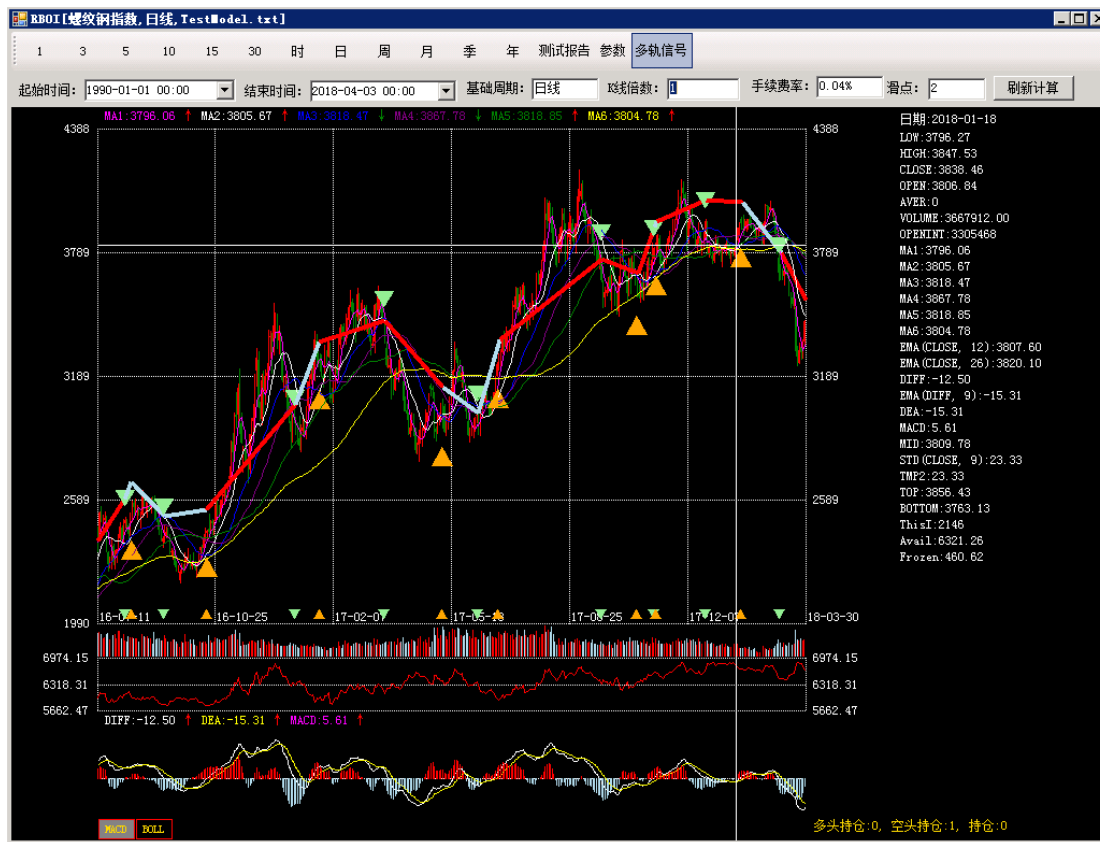 RBOI[螺纹钢指数,日线,TestModel.txt]
1 3 5 10 15 30 时 日 周 月 季 年 测试报告 参数 多轨信号
起始时间: 1990-01-01 00:00 结束时间: 2018-04-03 00:00 基础周期: 日线 K线倍数: 1 手续费率: 0.04% 滑点: 2 刷新计算
MA1:3796.06 ↑ MA2:3805.67 ↑ MA3:3818.47 ↓ MA4:3867.78 ↓ MA5:3818.85 ↑ MA6:3804.78 ↑
4388 4388
3789 3789
3189 3189
2589 2589
1990
16-10-25 17-02-07 17-08-25 18-03-30
6974.15 6974.15
6318.31 6318.31
5662.47 5662.47
DIFF:-12.50 ↑ DEA:-15.31 ↑ MACD:5.61 ↑
MACD BOLL
日期:2018-01-18
LOW:3796.27
HIGH:3847.53
CLOSE:3838.46
OPEN:3806.84
AVER:0
VOLUME:3667912.00
OPENINT:3305468
MA1:3796.06
MA2:3805.67
MA3:3818.47
MA4:3867.78
MA5:3818.85
MA6:3804.78
EMA(CLOSE, 12):3807.60
EMA(CLOSE, 26):3820.10
DIFF:-12.50
EMA(DIFF, 9):-15.31
DEA:-15.31
MACD:5.61
MID:3809.78
STD(CLOSE, 9):23.33
TMP2:23.33
TOP:3856.43
BOTTOM:3763.13
ThisI:2146
Avail:6321.26
Frozen:460.62
多头持仓:0, 空头持仓:1, 持仓:0